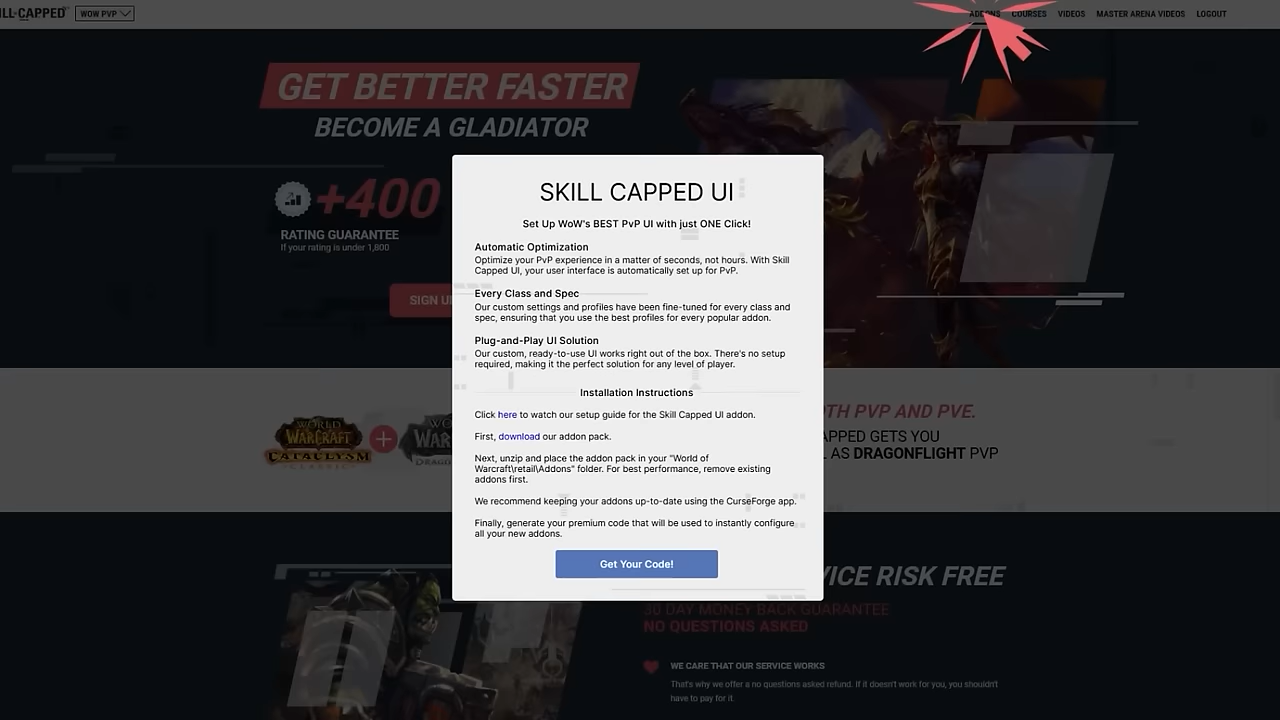 LL-CAPPED WOW PVP
ADDONS COURSES VIDEOS MASTER ARENA VIDEOS LOGOUT
GET BETTER FASTER
BECOME A GLADIATOR
+400
RATING GUARANTEE
If your rating is under 1,800
SIGN U
SKILL CAPPED UI
Set Up WoW's BEST PvP UI with just ONE Click!
Automatic Optimization
Optimize your PvP experience in a matter of seconds, not hours. With Skill
Capped UI, your user interface is automatically set up for PvP.
Every Class and Spec
Our custom settings and profiles have been fine-tuned for every class and
spec, ensuring that you use the best profiles for every popular addon.
Plug-and-Play UI Solution
Our custom, ready-to-use UI works right out of the box. There's no setup
required, making it the perfect solution for any level of player.
Installation Instructions
Click here to watch our setup guide for the Skill Capped UI addon.
First, download our addon pack.
Next, unzip and place the addon pack in your "World of
Warcraft\retail\Addons" folder. For best performance, remove existing
addons first.
We recommend keeping your addons up-to-date using the CurseForge app.
Finally, generate your premium code that will be used to instantly configure
all your new addons.
Get Your Code!
WORLD
WARCRAFT
CATACLYSM
CLASSIC
+
WO
WAR
DRAGO
OTH PVP AND PVE.
APPED GETS YOU
L AS DRAGONFLIGHT PVP
VICE RISK FREE
30 DAY MONEY BACK GUARANTEE
NO QUESTIONS ASKED
WE CARE THAT OUR SERVICE WORKS
That's why we offer a no questions asked refund. If it doesn't work for you, you shouldn't
have to pay for it.